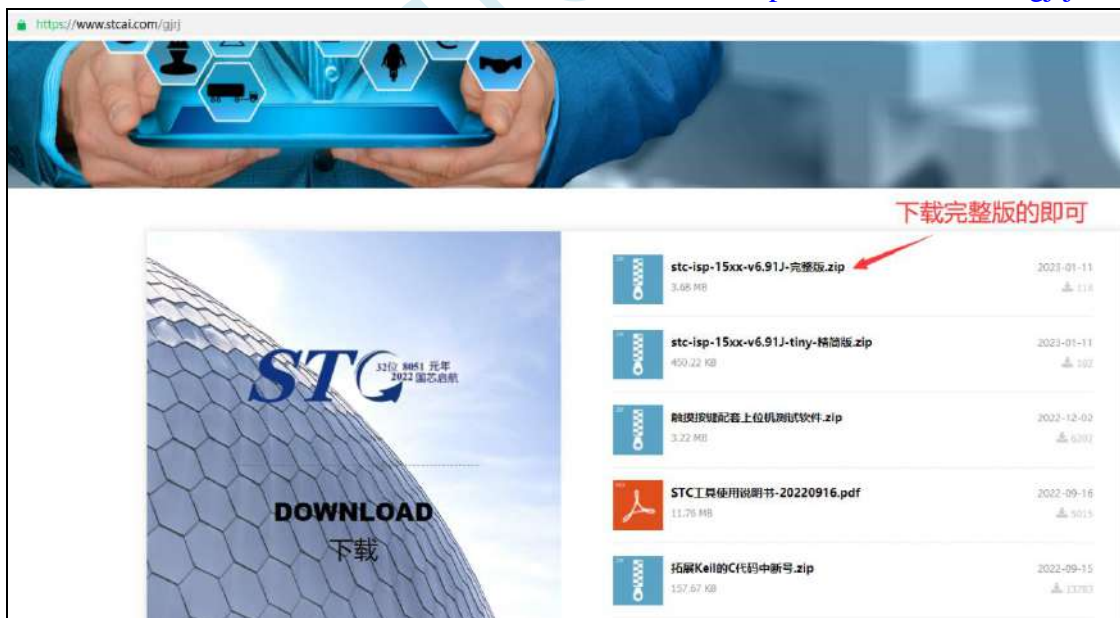 https://www.stcai.com/gjrj
下载完整版的即可
stc-isp-15xx-v6.91J-完整版.zip
2023-01-11
3.68 MB
118
stc-isp-15xx-v6.91J-tiny-精简版.zip
2023-01-11
450.22 KB
102
STC
32位 8051 元年
2022 国芯启航
触摸按键配套上位机测试软件.zip
2022-12-02
3.22 MB
6202
DOWNLOAD
下载
STC工具使用说明书-20220916.pdf
2022-09-16
11.76 MB
5015
拓展Keil的C代码中断号.zip
2022-09-15
157.67 KB
13783